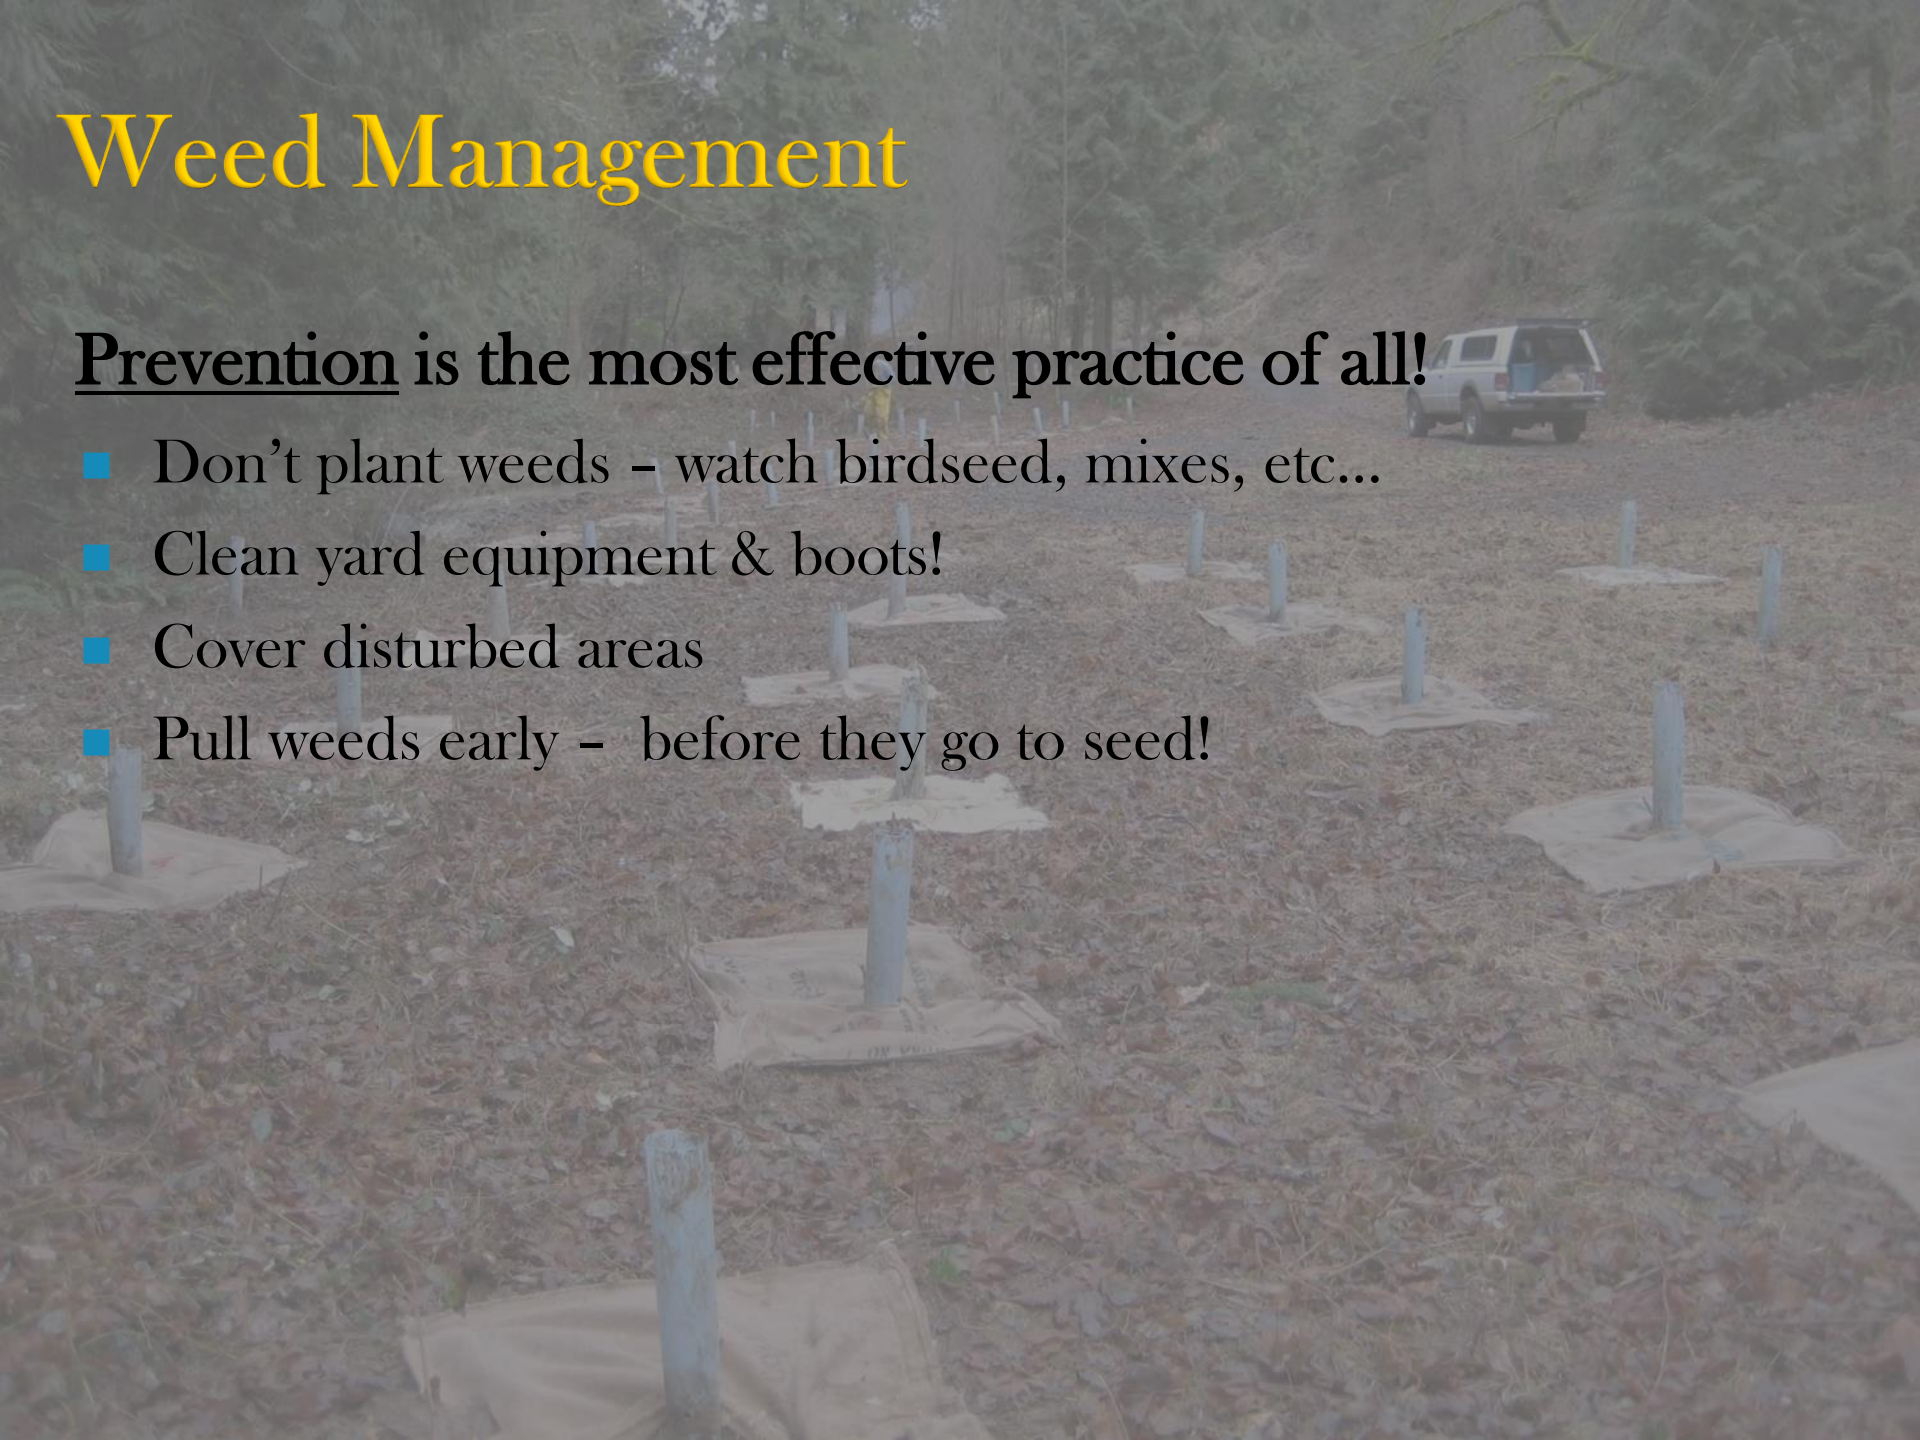 Weed Management
Prevention is the most effective practice of all!
Don’t plant weeds – watch birdseed, mixes, etc…
Clean yard equipment & boots!
Cover disturbed areas
Pull weeds early – before they go to seed!